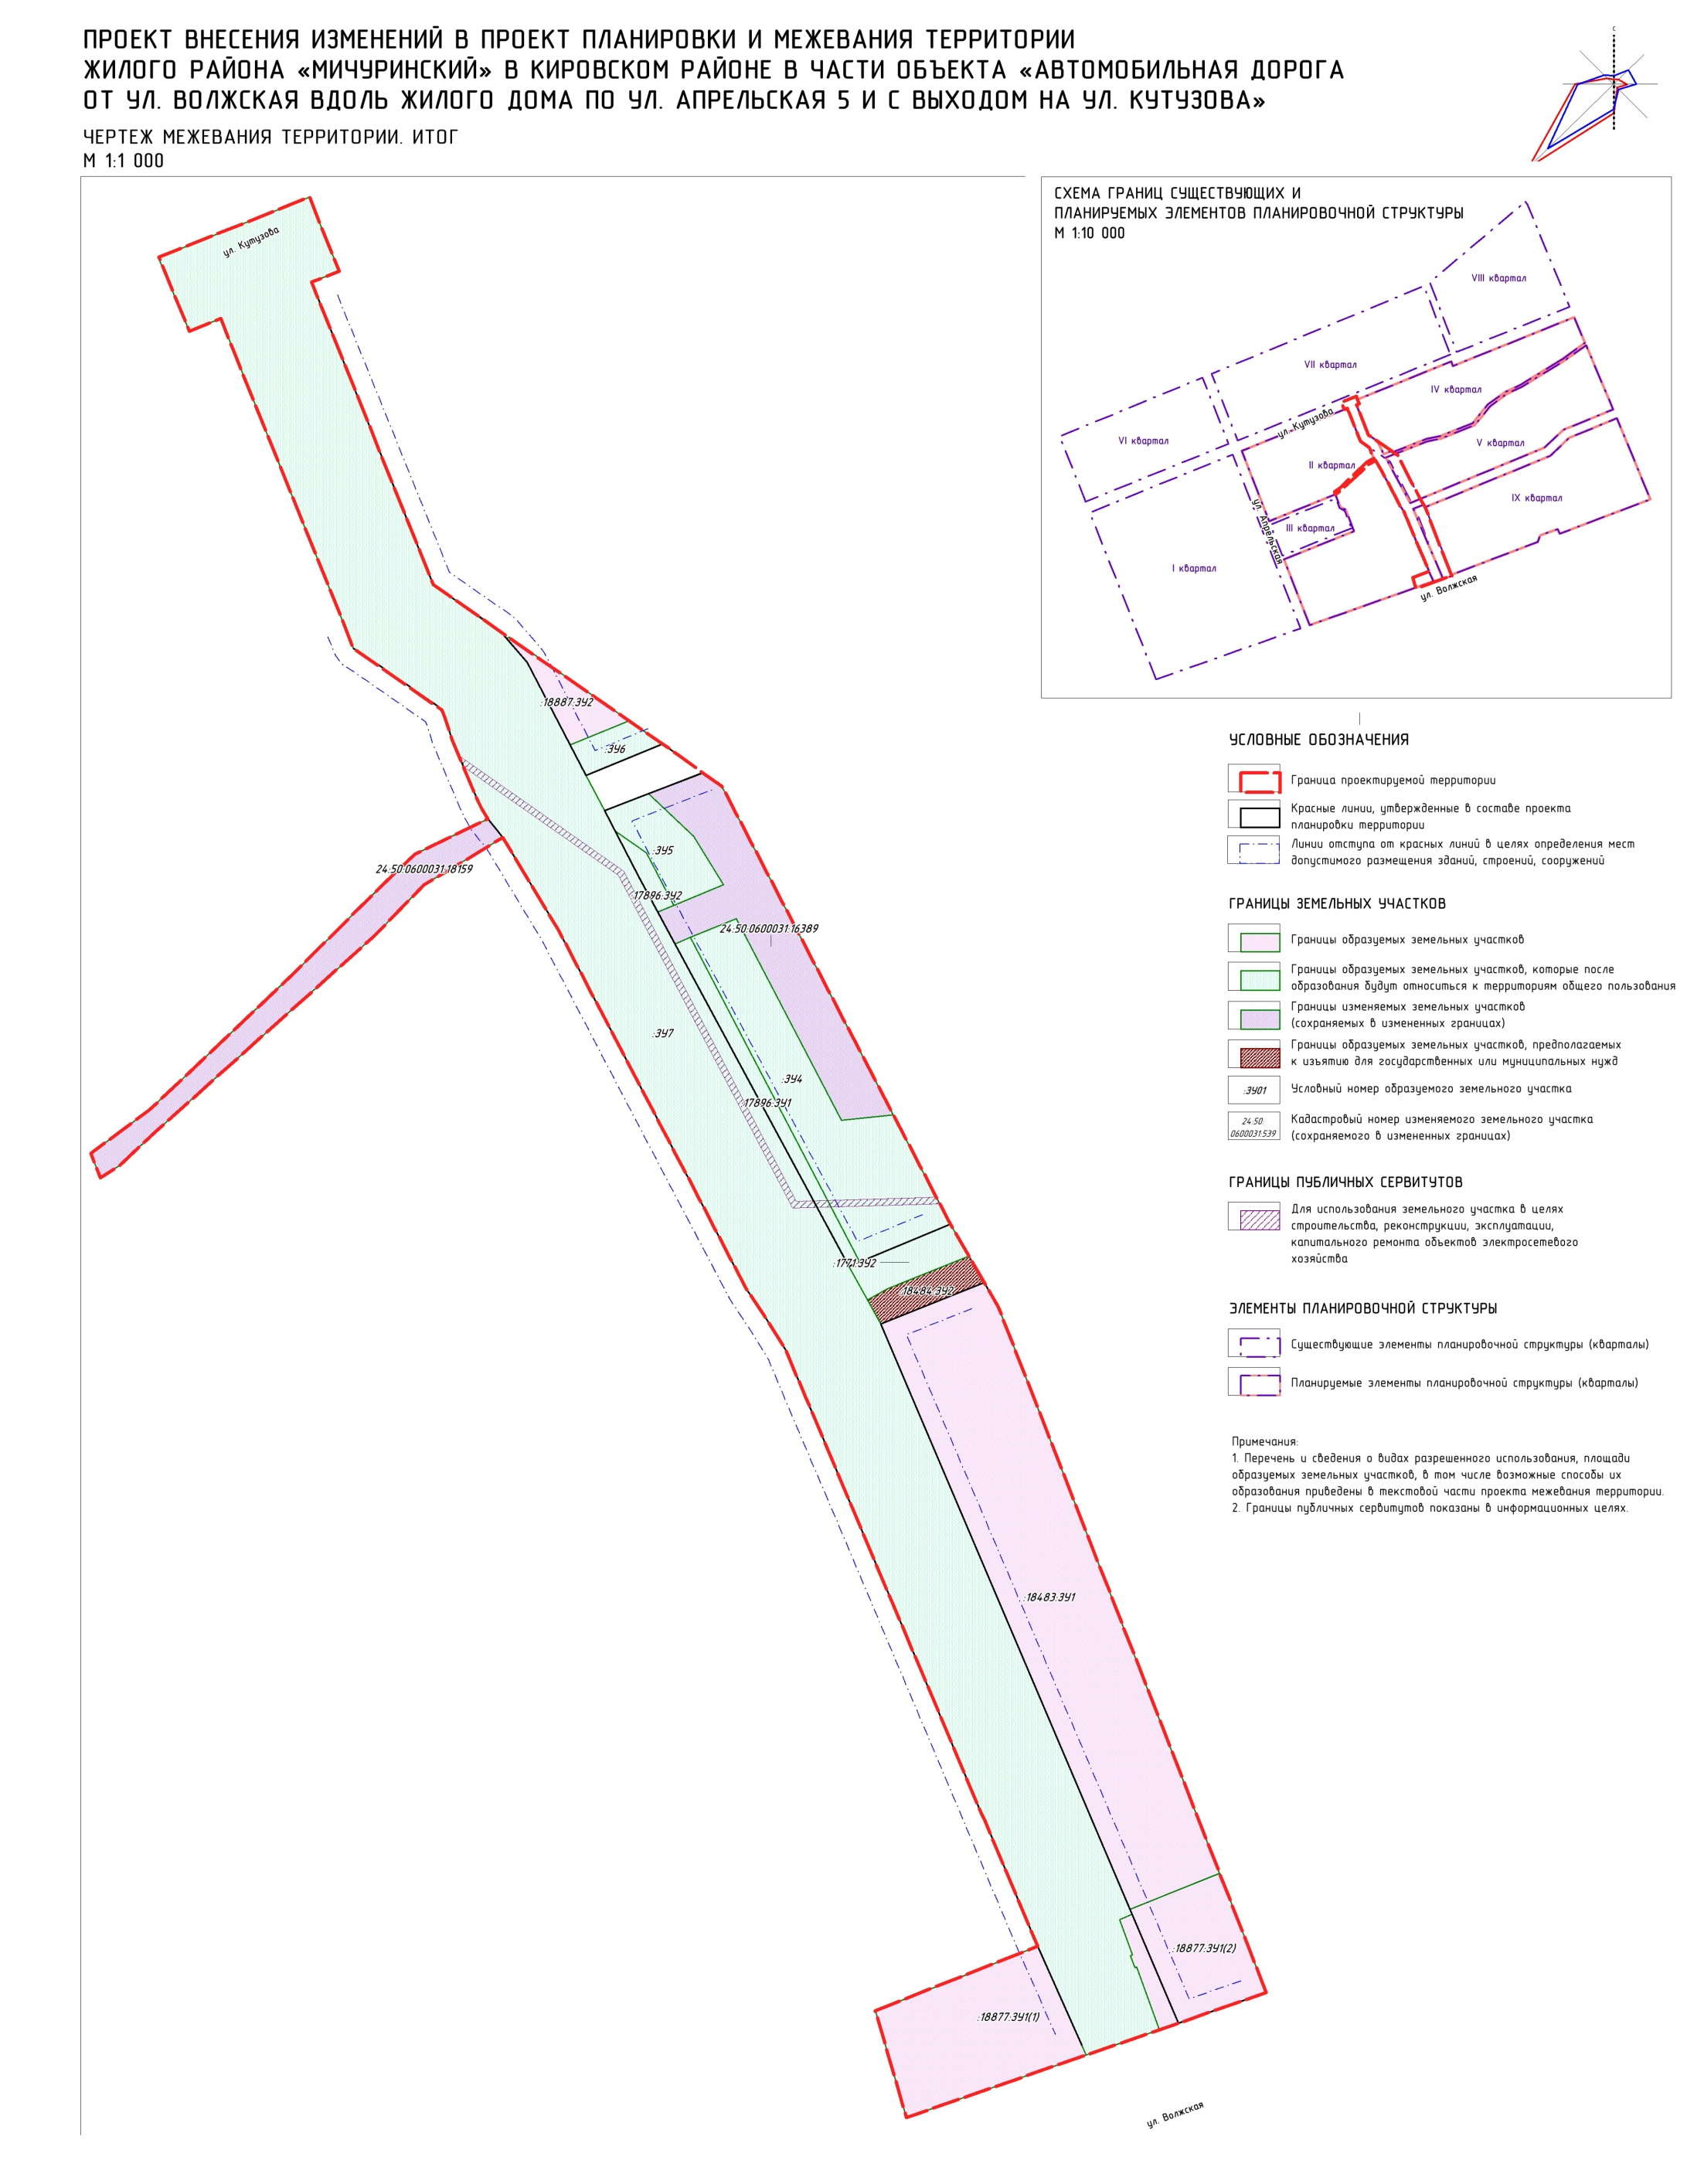 ПРОЕКТ ВНЕСЕНИЯ ИЗМЕНЕНИЙ В ПРОЕКТ ПЛАНИРОВКИ И МЕЖЕВАНИЯ ТЕРРИТОРИИ
ЖИЛОГО РАЙОНА «МИЧУРИНСКИЙ» В КИРОВСКОМ РАЙОНЕ В ЧАСТИ ОБЪЕКТА «АВТОМОБИЛЬНАЯ ДОРОГА
ОТ УЛ. ВОЛЖСКАЯ ВДОЛЬ ЖИЛОГО ДОМА ПО УЛ. АПРЕЛЬСКАЯ 5 И С ВЫХОДОМ НА УЛ. КУТУЗОВА»
ЧЕРТЕЖ МЕЖЕВАНИЯ ТЕРРИТОРИИ. ИТОГ
М 1:1 000
С
СХЕМА ГРАНИЦ СУЩЕСТВУЮЩИХ И
ПЛАНИРУЕМЫХ ЭЛЕМЕНТОВ ПЛАНИРОВОЧНОЙ СТРУКТУРЫ
М 1:10 000
VIII квартал
VII квартал
IV квартал
VI квартал
ул. Кутузова
V квартал
II квартал
IX квартал
III квартал
ул. Апрельская
I квартал
ул. Волжская
ул. Кутузова
:18887:ЗУ2
:ЗУ6
:ЗУ5
24:50:0600031:18159
17896:ЗУ2
24:50:0600031:16389
:ЗУ7
:ЗУ4
17896:ЗУ1
:1771:ЗУ2
:18484:ЗУ2
:18483:ЗУ1
:18877:ЗУ1(2)
:18877:ЗУ1(1)
ул. Волжская
УСЛОВНЫЕ ОБОЗНАЧЕНИЯ
Граница проектируемой территории
Красные линии, утвержденные в составе проекта
планировки территории
Линии отступа от красных линий в целях определения мест
допустимого размещения зданий, строений, сооружений
ГРАНИЦЫ ЗЕМЕЛЬНЫХ УЧАСТКОВ
Границы образуемых земельных участков
Границы образуемых земельных участков, которые после
образования будут относиться к территориям общего пользования
Границы изменяемых земельных участков
(сохраняемых в измененных границах)
Границы образуемых земельных участков, предполагаемых
к изъятию для государственных или муниципальных нужд
:ЗУ01
Условный номер образуемого земельного участка
24:50:
0600031:539
Кадастровый номер изменяемого земельного участка
(сохраняемого в измененных границах)
ГРАНИЦЫ ПУБЛИЧНЫХ СЕРВИТУТОВ
Для использования земельного участка в целях
строительства, реконструкции, эксплуатации,
капитального ремонта объектов электросетевого
хозяйства
ЭЛЕМЕНТЫ ПЛАНИРОВОЧНОЙ СТРУКТУРЫ
Существующие элементы планировочной структуры (кварталы)
Планируемые элементы планировочной структуры (кварталы)
Примечания:
1. Перечень и сведения о видах разрешенного использования, площади
образуемых земельных участков, в том числе возможные способы их
образования приведены в текстовой части проекта межевания территории.
2. Границы публичных сервитутов показаны в информационных целях.